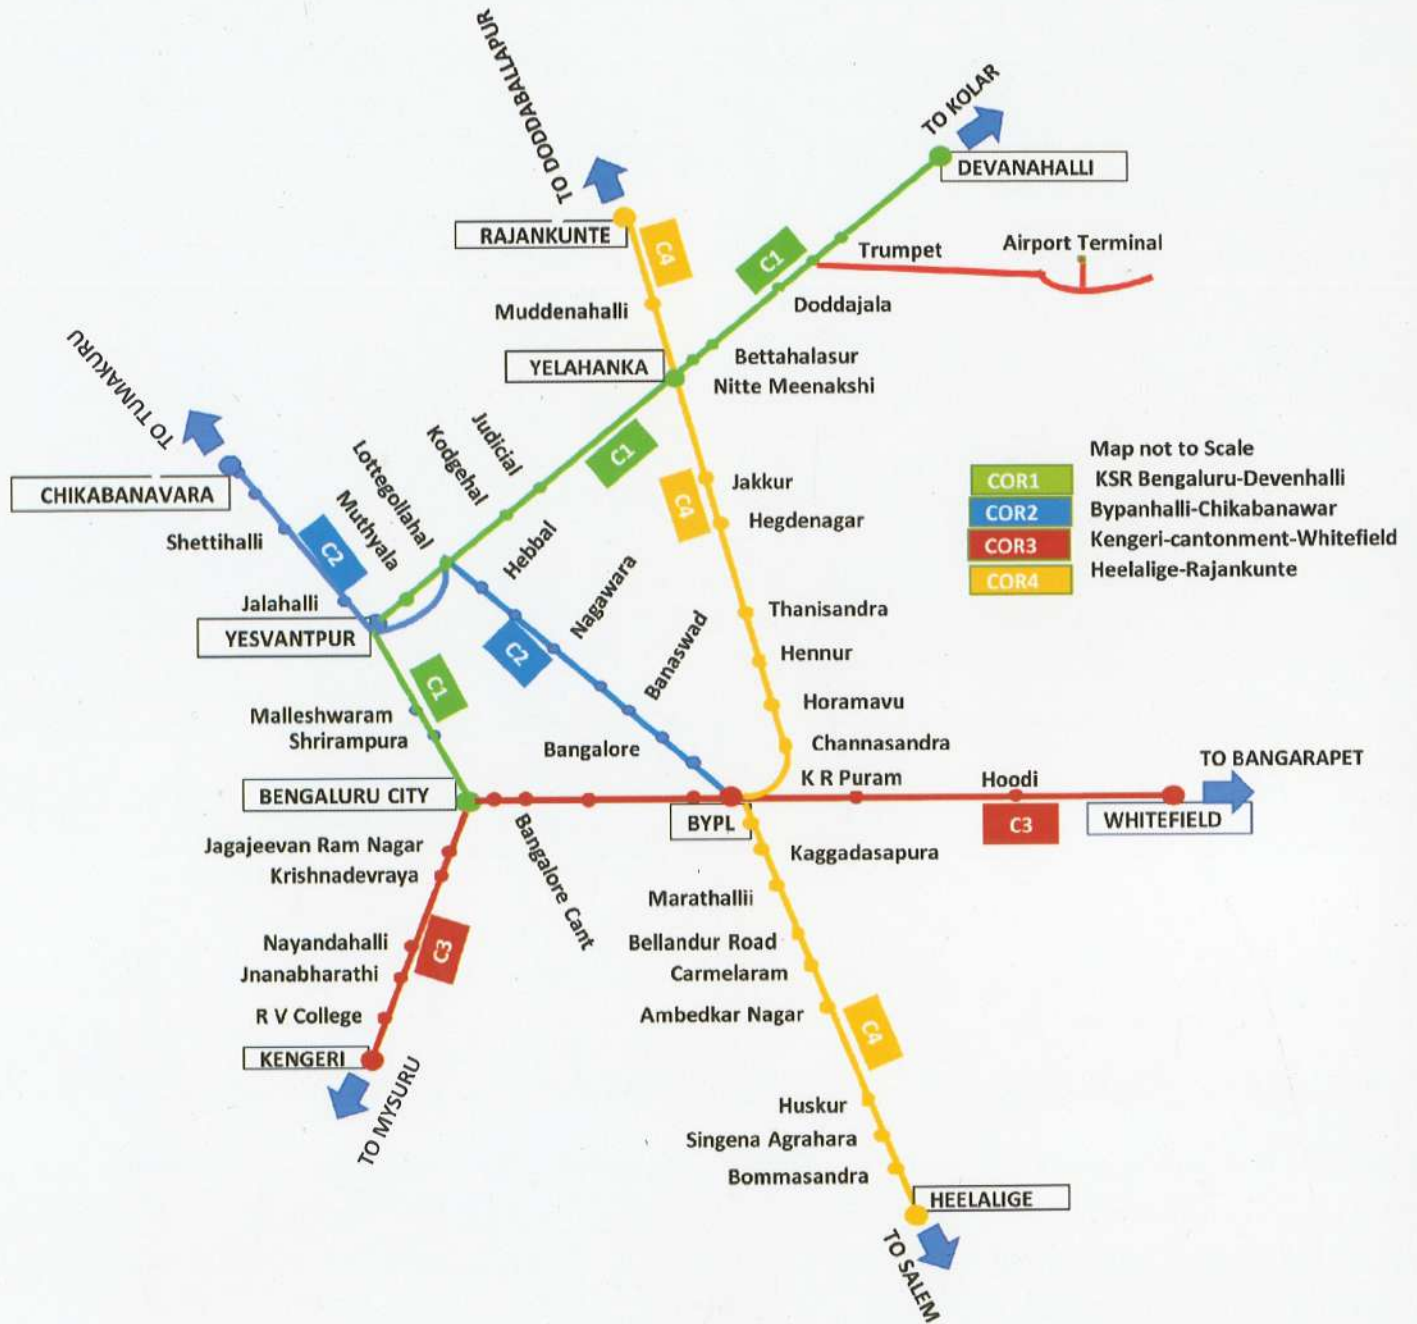 TO DODDABALLAPUR
TO KOLAR
DEVANAHALLI
RAJANKUNTE
C4
C1
Trumpet
Airport Terminal
Muddenahalli
Doddajala
YELAHANKA
Bettahalasur
Nitte Meenakshi
TO TUMAKURU
CHIKABANAVARA
Shettihalli
C2
Jalahalli
YESVANTPUR
Muthyala
Lottegollahal
Kodgehal
Judicial
C1
C4
Jakkur
Hegdenagar
Map not to Scale
COR1 KSR Bengaluru-Devenhalli
COR2 Bypanhalli-Chikabanawar
COR3 Kengeri-cantonment-Whitefield
COR4 Heelalige-Rajankunte
Hebbal
Nagawara
C2
Banaswad
Thanisandra
Hennur
Horamavu
Channasandra
C1
Malleshwaram
Shrirampura
Bangalore
BENGALURU CITY
BYPL
K R Puram
Hoodi
C3
TO BANGARAPET
WHITEFIELD
Jagajeevan Ram Nagar
Krishnadevraya
Bangalore Cant
Nayandahalli
Jnanabharathi
C3
R V College
KENGERI
TO MYSURU
Kaggadasapura
Marathallii
Bellandur Road
Carmelaram
Ambedkar Nagar
C4
Huskur
Singena Agrahara
Bommasandra
HEELALIGE
TO SALEM